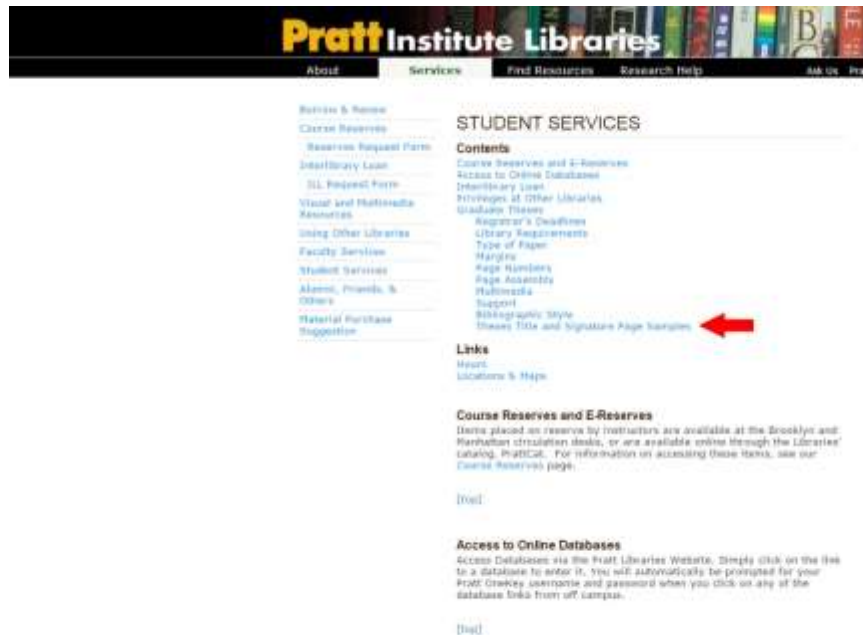 Pratt Institute Libraries
About Services Find Resources Research Help Ask Us
Borrow & Renew
Course Reserves
Reserves Request Form
Interlibrary Loan
ILL Request Form
Visual and Multimedia
Resources
Using Other Libraries
Faculty Services
Student Services
Alumni, Friends, &
Others
Material Purchase
Suggestion
STUDENT SERVICES
Contents
Course Reserves and E-Reserves
Access to Online Databases
Interlibrary Loan
Privileges at Other Libraries
Graduate Theses
Registrar's Deadlines
Library Requirements
Type of Paper
Margins
Page Numbers
Page Assembly
Multimedia
Support
Bibliographic Style
Theses Title and Signature Page Samples
Links
Hours
Locations & Maps
Course Reserves and E-Reserves
Items placed on reserve by instructors are available at the Brooklyn and
Manhattan circulation desks, or are available online through the Libraries'
catalog, PrattCat. For information on accessing these items, see our
Course Reserves page.
[top]
Access to Online Databases
Access Databases via the Pratt Libraries Website. Simply click on the link
to a database to enter it. You will automatically be prompted for your
Pratt OneKey username and password when you click on any of the
database links from off campus.
[top]